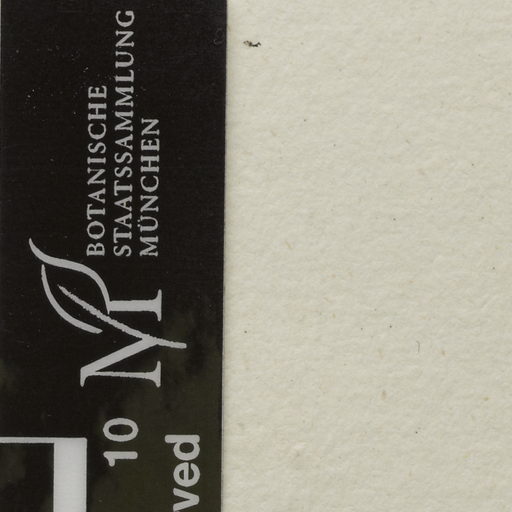 BOTANISCHE
STAATSSAMMLUNG
MÜNCHEN
M
10
ved